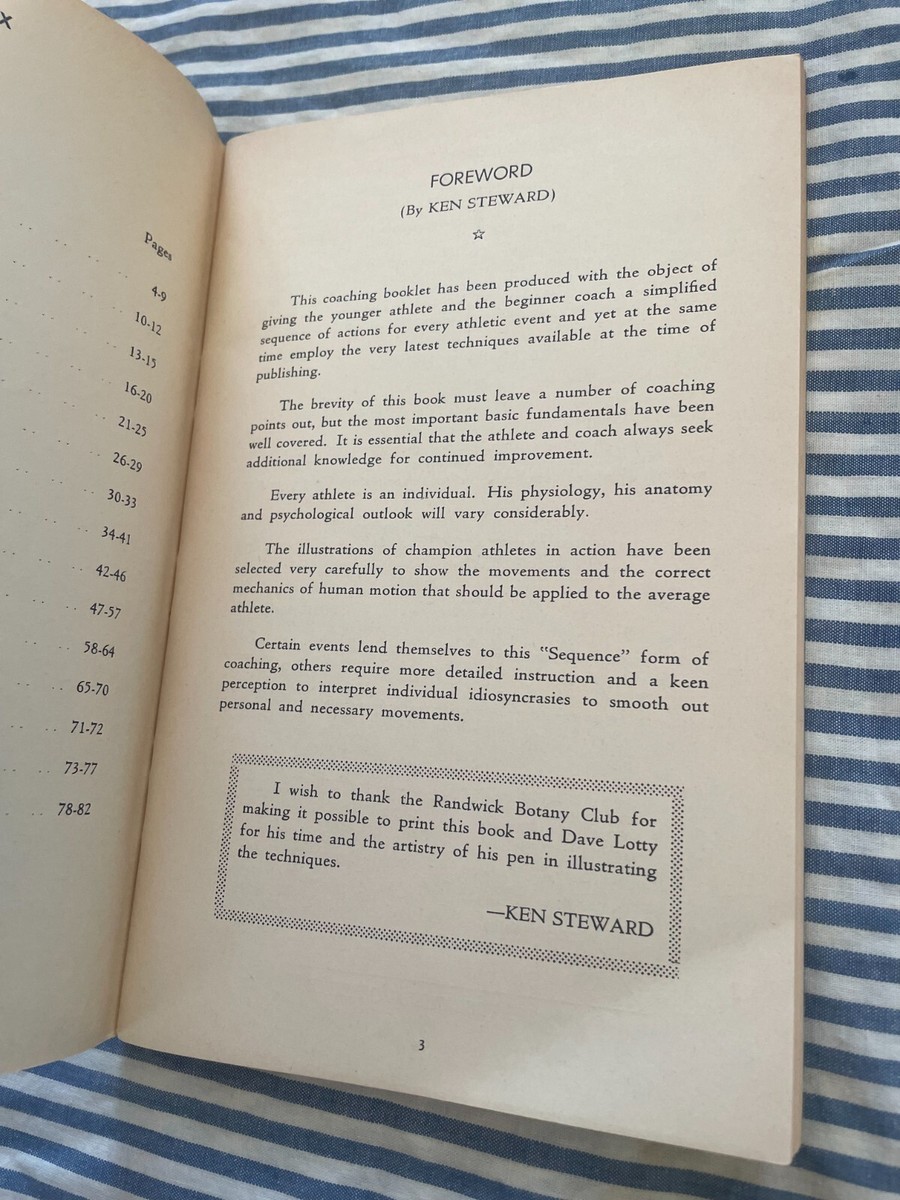 x
Pages
4-9
10-12
13-15
16-20
21-25
26-29
30-33
34-41
42-46
47-57
58-64
65-70
71-72
73-77
78-82
FOREWORD
(By KEN STEWARD)
☆
This coaching booklet has been produced with the object of
giving the younger athlete and the beginner coach a simplified
sequence of actions for every athletic event and yet at the same
time employ the very latest techniques available at the time of
publishing.
The brevity of this book must leave a number of coaching
points out, but the most important basic fundamentals have been
well covered. It is essential that the athlete and coach always seek
additional knowledge for continued improvement.
Every athlete is an individual. His physiology, his anatomy
and psychological outlook will vary considerably.
The illustrations of champion athletes in action have been
selected very carefully to show the movements and the correct
mechanics of human motion that should be applied to the average
athlete.
Certain events lend themselves to this "Sequence" form of
coaching, others require more detailed instruction and a keen
perception to interpret individual idiosyncrasies to smooth out
personal and necessary movements.
I wish to thank the Randwick Botany Club for
making it possible to print this book and Dave Lotty
for his time and the artistry of his pen in illustrating
the techniques.
—KEN STEWARD
3